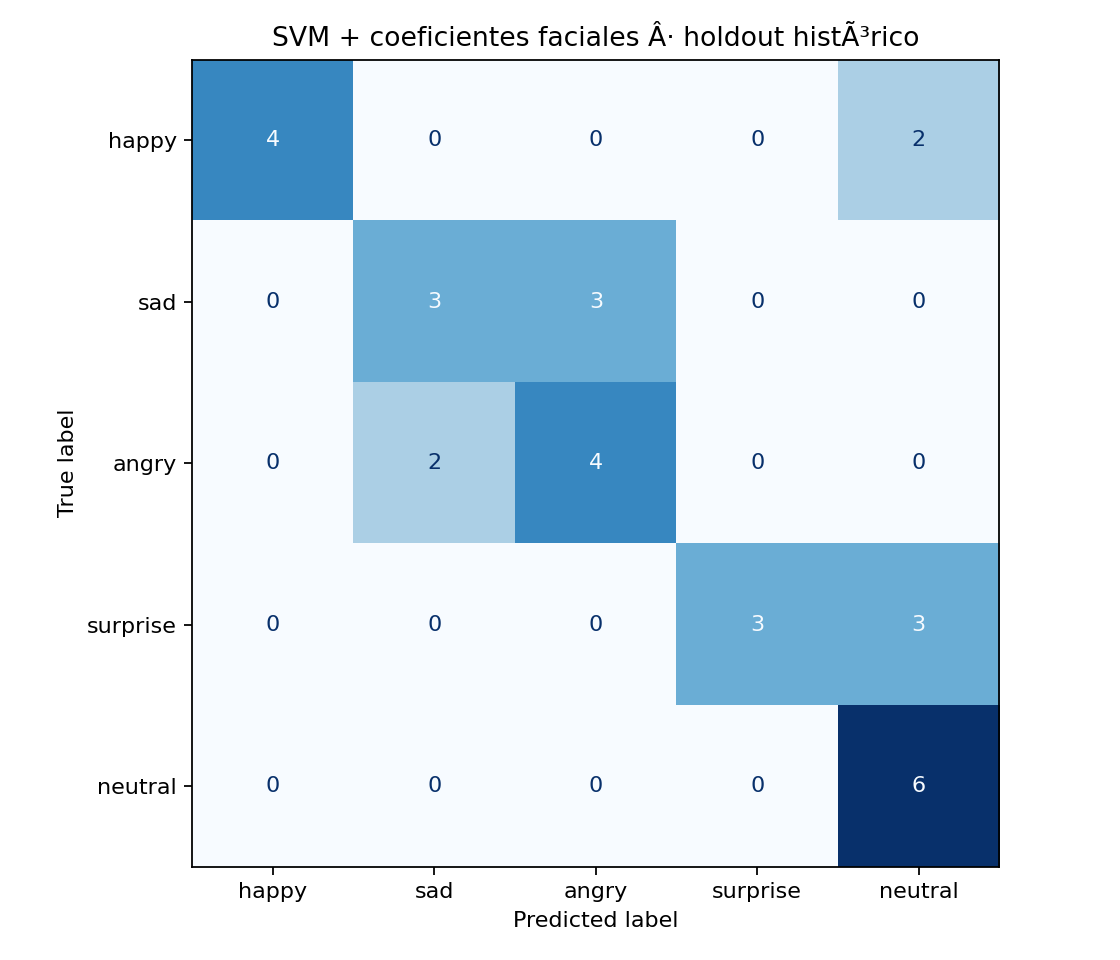 SVM + coeficientes faciales Â· holdout histÃ³rico
happy 4 0 0 0 2
sad 0 3 3 0 0
angry 0 2 4 0 0
surprise 0 0 0 3 3
neutral 0 0 0 0 6
True label
happy sad angry surprise neutral
Predicted label